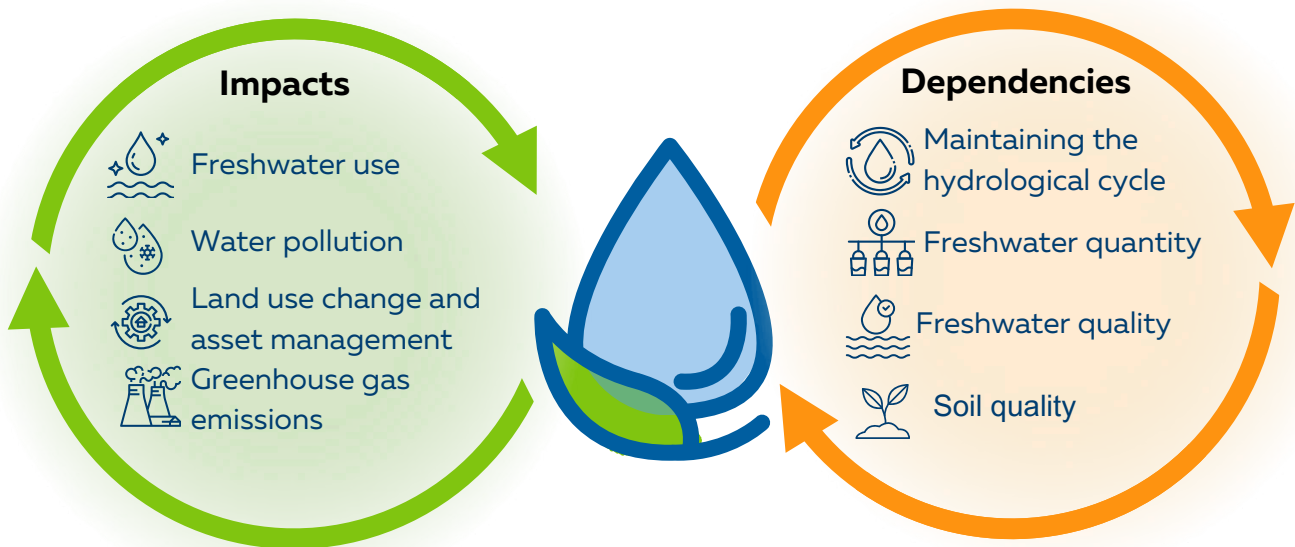 Impacts
Freshwater use
Water pollution
Land use change and
asset management
Greenhouse gas
emissions
Dependencies
Maintaining the
hydrological cycle
Freshwater quantity
Freshwater quality
Soil quality